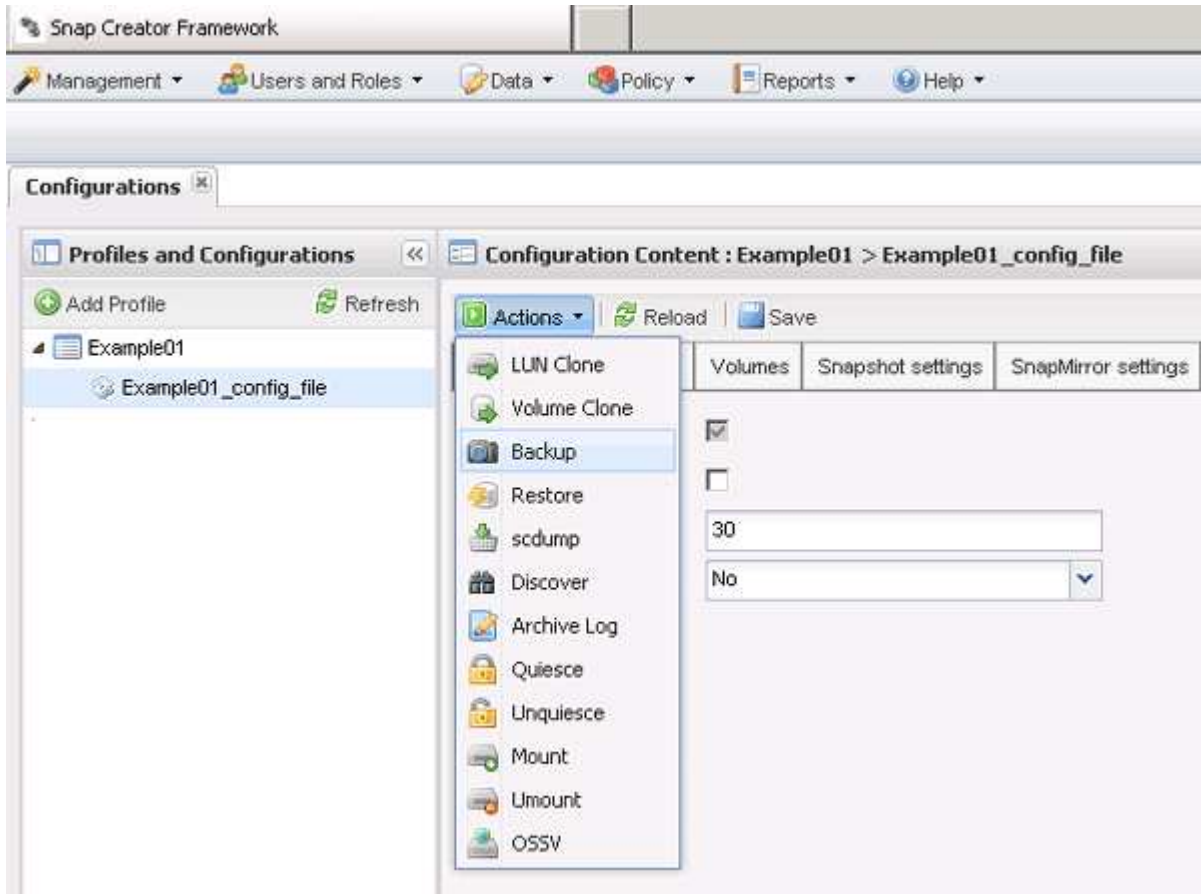 Snap Creator Framework
Management Users and Roles Data Policy Reports Help
Configurations
Profiles and Configurations
Configuration Content : Example01 > Example01_config_file
Add Profile Refresh
Actions Reload Save
Example01
Example01_config_file
LUN Clone
Volume Clone
Backup
Restore
scdump
Discover
Archive Log
Quiesce
Unquiesce
Mount
Umount
OSSV
Volumes Snapshot settings SnapMirror settings
30
No